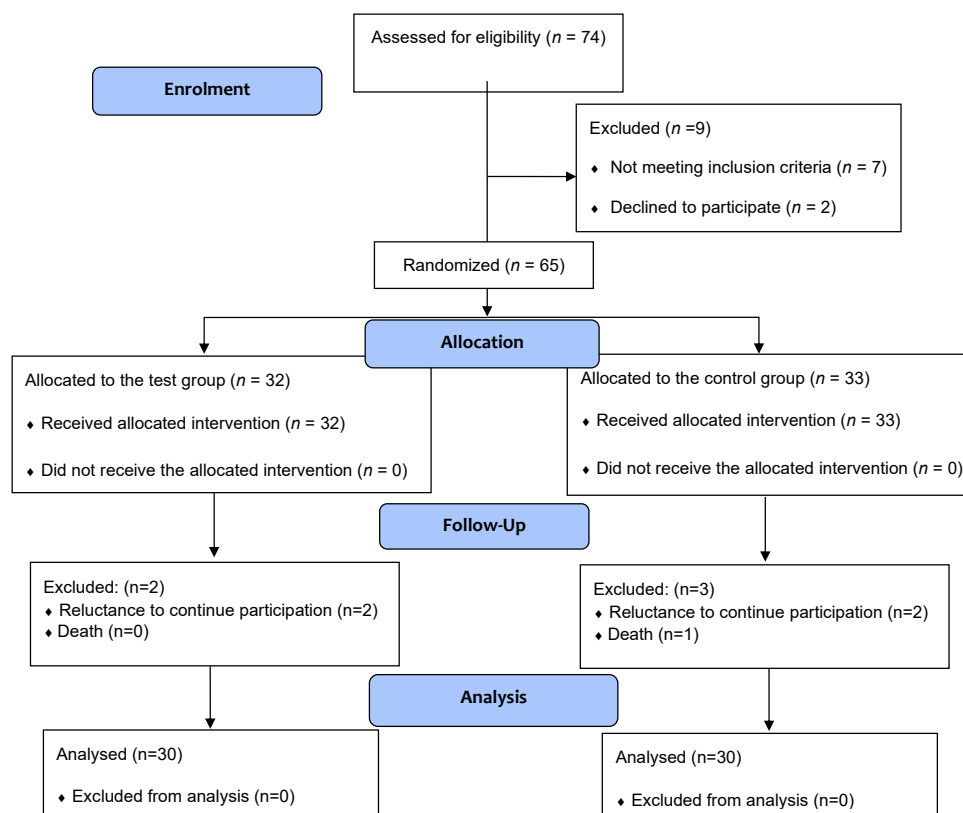 Assessed for eligibility (n = 74)
Enrolment
Excluded (n =9)
♦ Not meeting inclusion criteria (n = 7)
♦ Declined to participate (n = 2)
Randomized (n = 65)
Allocation
Allocated to the test group (n = 32)
♦ Received allocated intervention (n = 32)
♦ Did not receive the allocated intervention (n = 0)
Allocated to the control group (n = 33)
♦ Received allocated intervention (n = 33)
♦ Did not receive the allocated intervention (n = 0)
Follow-Up
Excluded: (n=2)
♦ Reluctance to continue participation (n=2)
♦ Death (n=0)
Excluded: (n=3)
♦ Reluctance to continue participation (n=2)
♦ Death (n=1)
Analysis
Analysed (n=30)
♦ Excluded from analysis (n=0)
Analysed (n=30)
♦ Excluded from analysis (n=0)